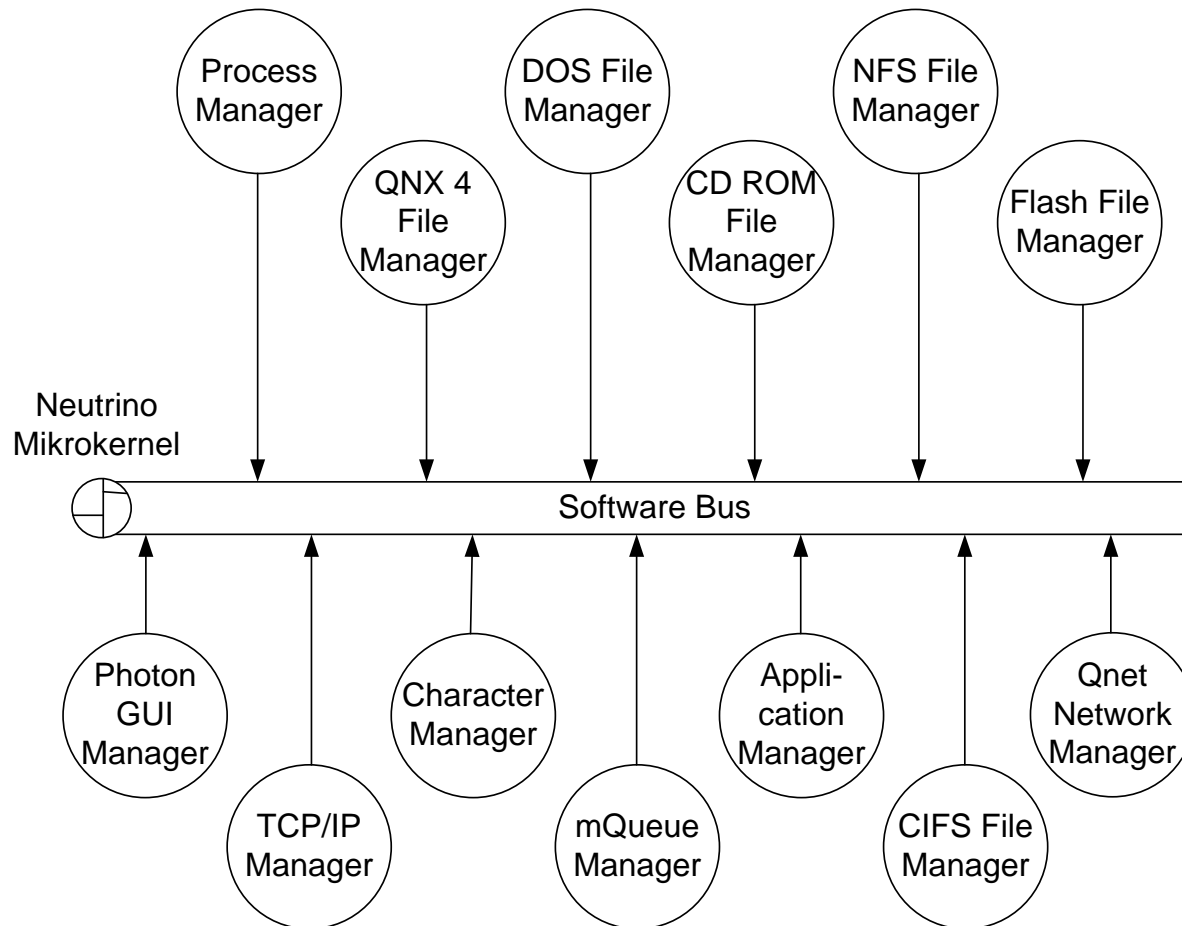 Process
Manager
DOS File
Manager
NFS File
Manager
QNX 4
File
Manager
CD ROM
File
Manager
Flash File
Manager
Neutrino
Mikrokernel
Software Bus
Photon
GUI
Manager
Character
Manager
Appli-
cation
Manager
Qnet
Network
Manager
TCP/IP
Manager
mQueue
Manager
CIFS File
Manager